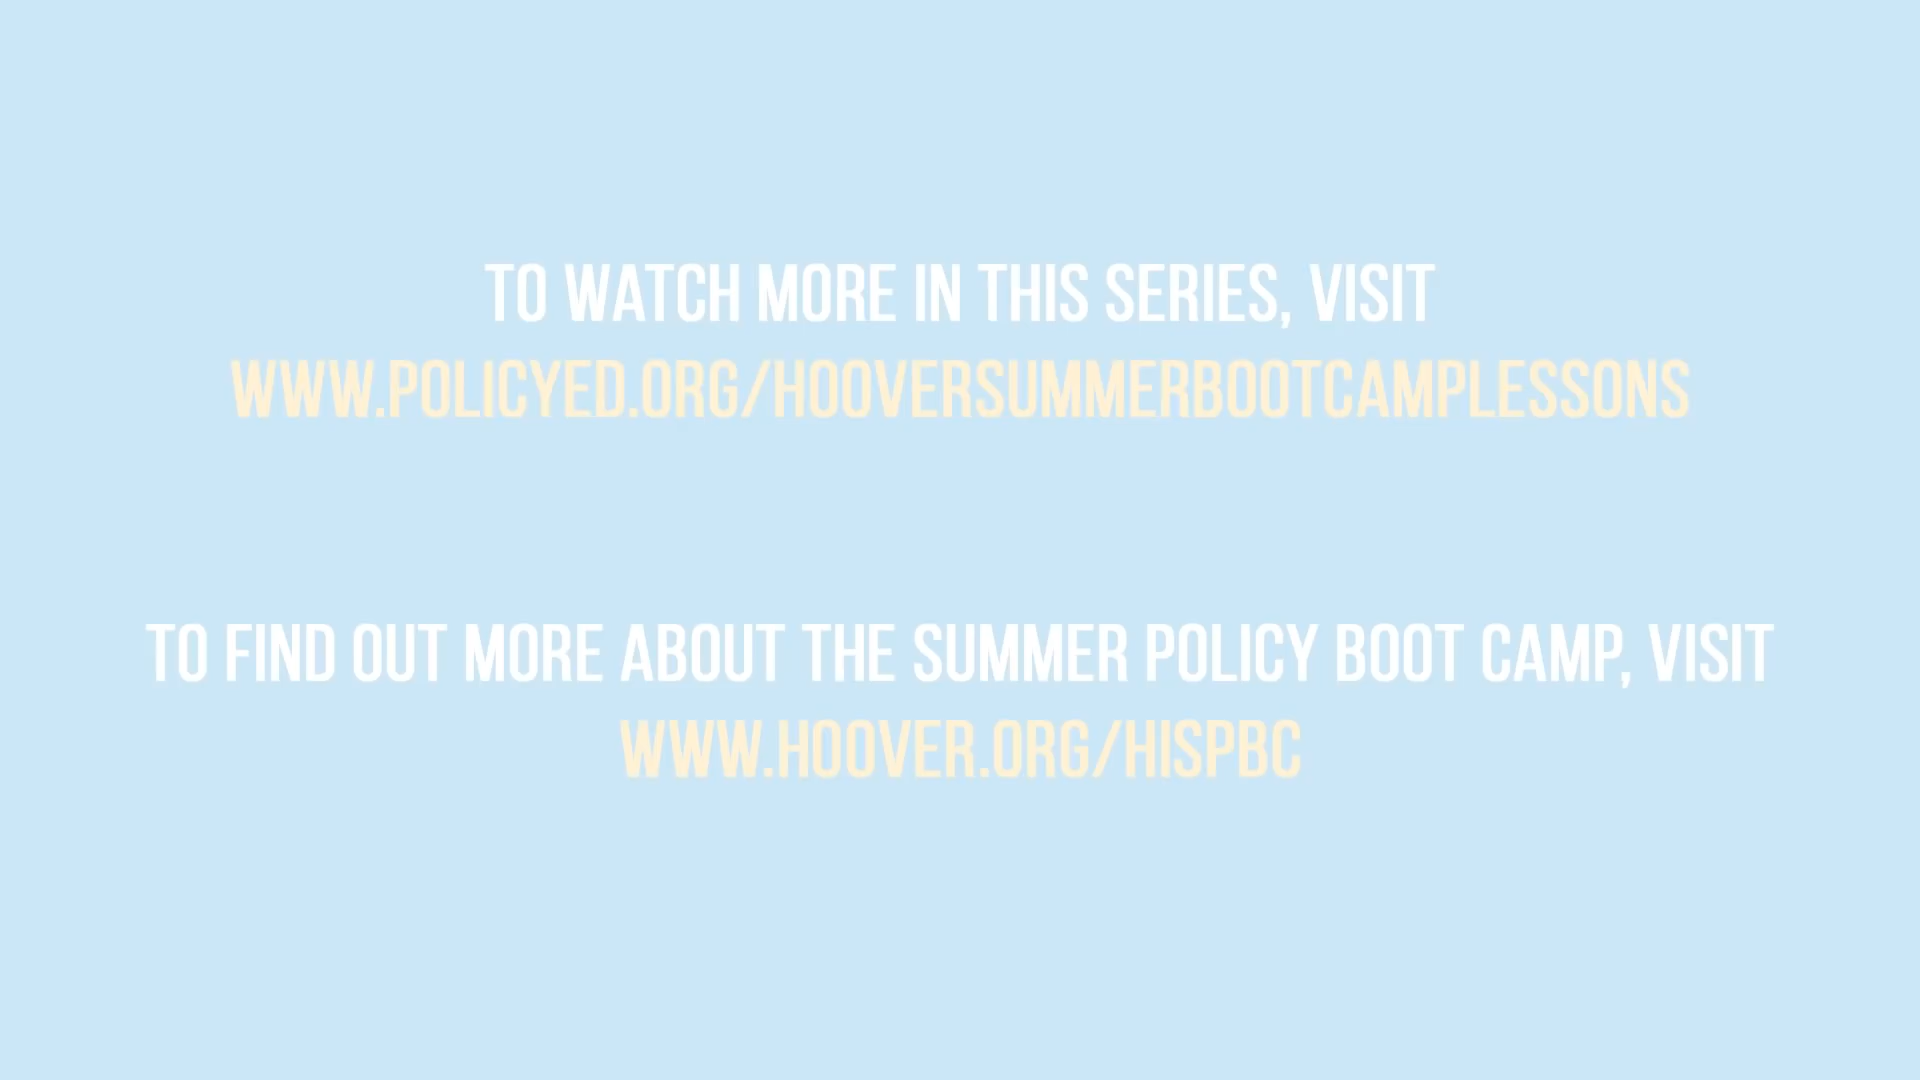 TO WATCH MORE IN THIS SERIES, VISIT
WWW.POLICYED.ORG/HOOVERSUMMERBOOTCAMPLESSONS
TO FIND OUT MORE ABOUT THE SUMMER POLICY BOOT CAMP, VISIT
WWW.HOOVER.ORG/HISPBC